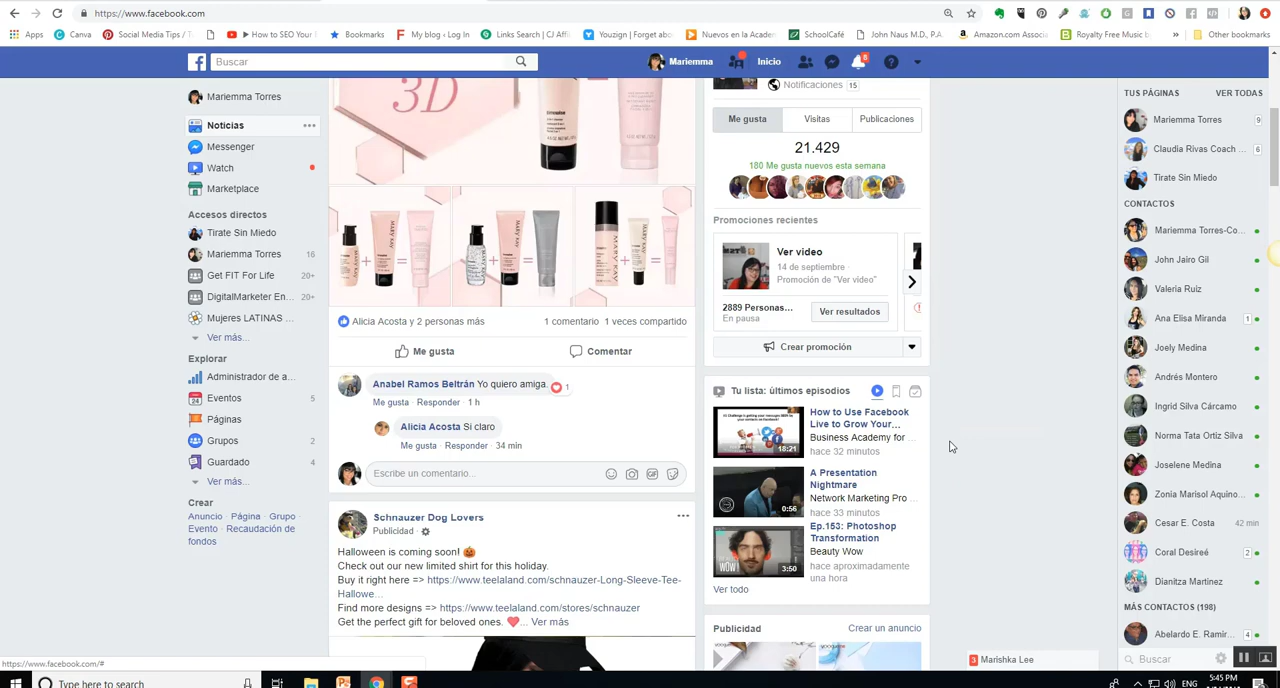 https://www.facebook.com
Apps
Canva
Social Media Tips / T
How to SEO Your
Bookmarks
My blog ‹ Log In
Links Search | CJ Affi
Youzign | Forget abo
Nuevos en la Acade
SchoolCafé
John Naus M.D., P.A.
Amazon.com Associ
Royalty Free Music b
»
Other bookmarks
Buscar
Mariemma
Inicio
8
Mariemma Torres
Noticias
Messenger
Watch
Marketplace
Accesos directos
Tirate Sin Miedo
Mariemma Torres 16
Get FIT For Life 20+
DigitalMarketer En... 20+
Mujeres LATINAS ...
Ver más...
Explorar
Administrador de a...
Eventos 5
Páginas
Grupos 2
Guardado 4
Ver más...
Crear
Anuncio · Página · Grupo ·
Evento · Recaudación de
fondos
3D
MARY KAY
Alicia Acosta y 2 personas más 1 comentario 1 veces compartido
Me gusta Comentar
Anabel Ramos Beltrán Yo quiero amiga. 1
Me gusta · Responder · 1 h
Alicia Acosta Si claro
Me gusta · Responder · 34 min
Escribe un comentario...
Schnauzer Dog Lovers
Publicidad ·
Halloween is coming soon! 🎃
Check out our new limited shirt for this holiday.
Buy it right here => https://www.teelaland.com/schnauzer-Long-Sleeve-Tee-
Hallowe...
Find more designs => https://www.teelaland.com/stores/schnauzer
Get the perfect gift for beloved ones. ❤️... Ver más
Notificaciones 15
Me gusta Visitas Publicaciones
21.429
180 Me gusta nuevos esta semana
Promociones recientes
Ver video
14 de septiembre ·
Promoción de "Ver video"
2889 Personas...
En pausa
Ver resultados
Crear promoción
Tu lista: últimos episodios
18:21
How to Use Facebook
Live to Grow Your...
Business Academy for ...
hace 32 minutos
0:56
A Presentation
Nightmare
Network Marketing Pro ...
hace 33 minutos
3:50
Ep.153: Photoshop
Transformation
Beauty Wow
hace aproximadamente
una hora
Ver todo
Publicidad Crear un anuncio
TUS PÁGINAS VER TODAS
Mariemma Torres 9
Claudia Rivas Coach ... 6
Tirate Sin Miedo
CONTACTOS
Mariemma Torres-Co...
John Jairo Gil
Valeria Ruiz
Ana Elisa Miranda 1
Joely Medina
Andrés Montero
Ingrid Silva Cárcamo
Norma Tata Ortiz Silva
Joselene Medina
Zonia Marisol Aquino...
Cesar E. Costa 42 min
Coral Desireé 2
Dianitza Martinez
MÁS CONTACTOS (198)
Abelardo E. Ramir... 4
Buscar
3 Marishka Lee
https://www.facebook.com/#
Type here to search
ENG
5:45 PM